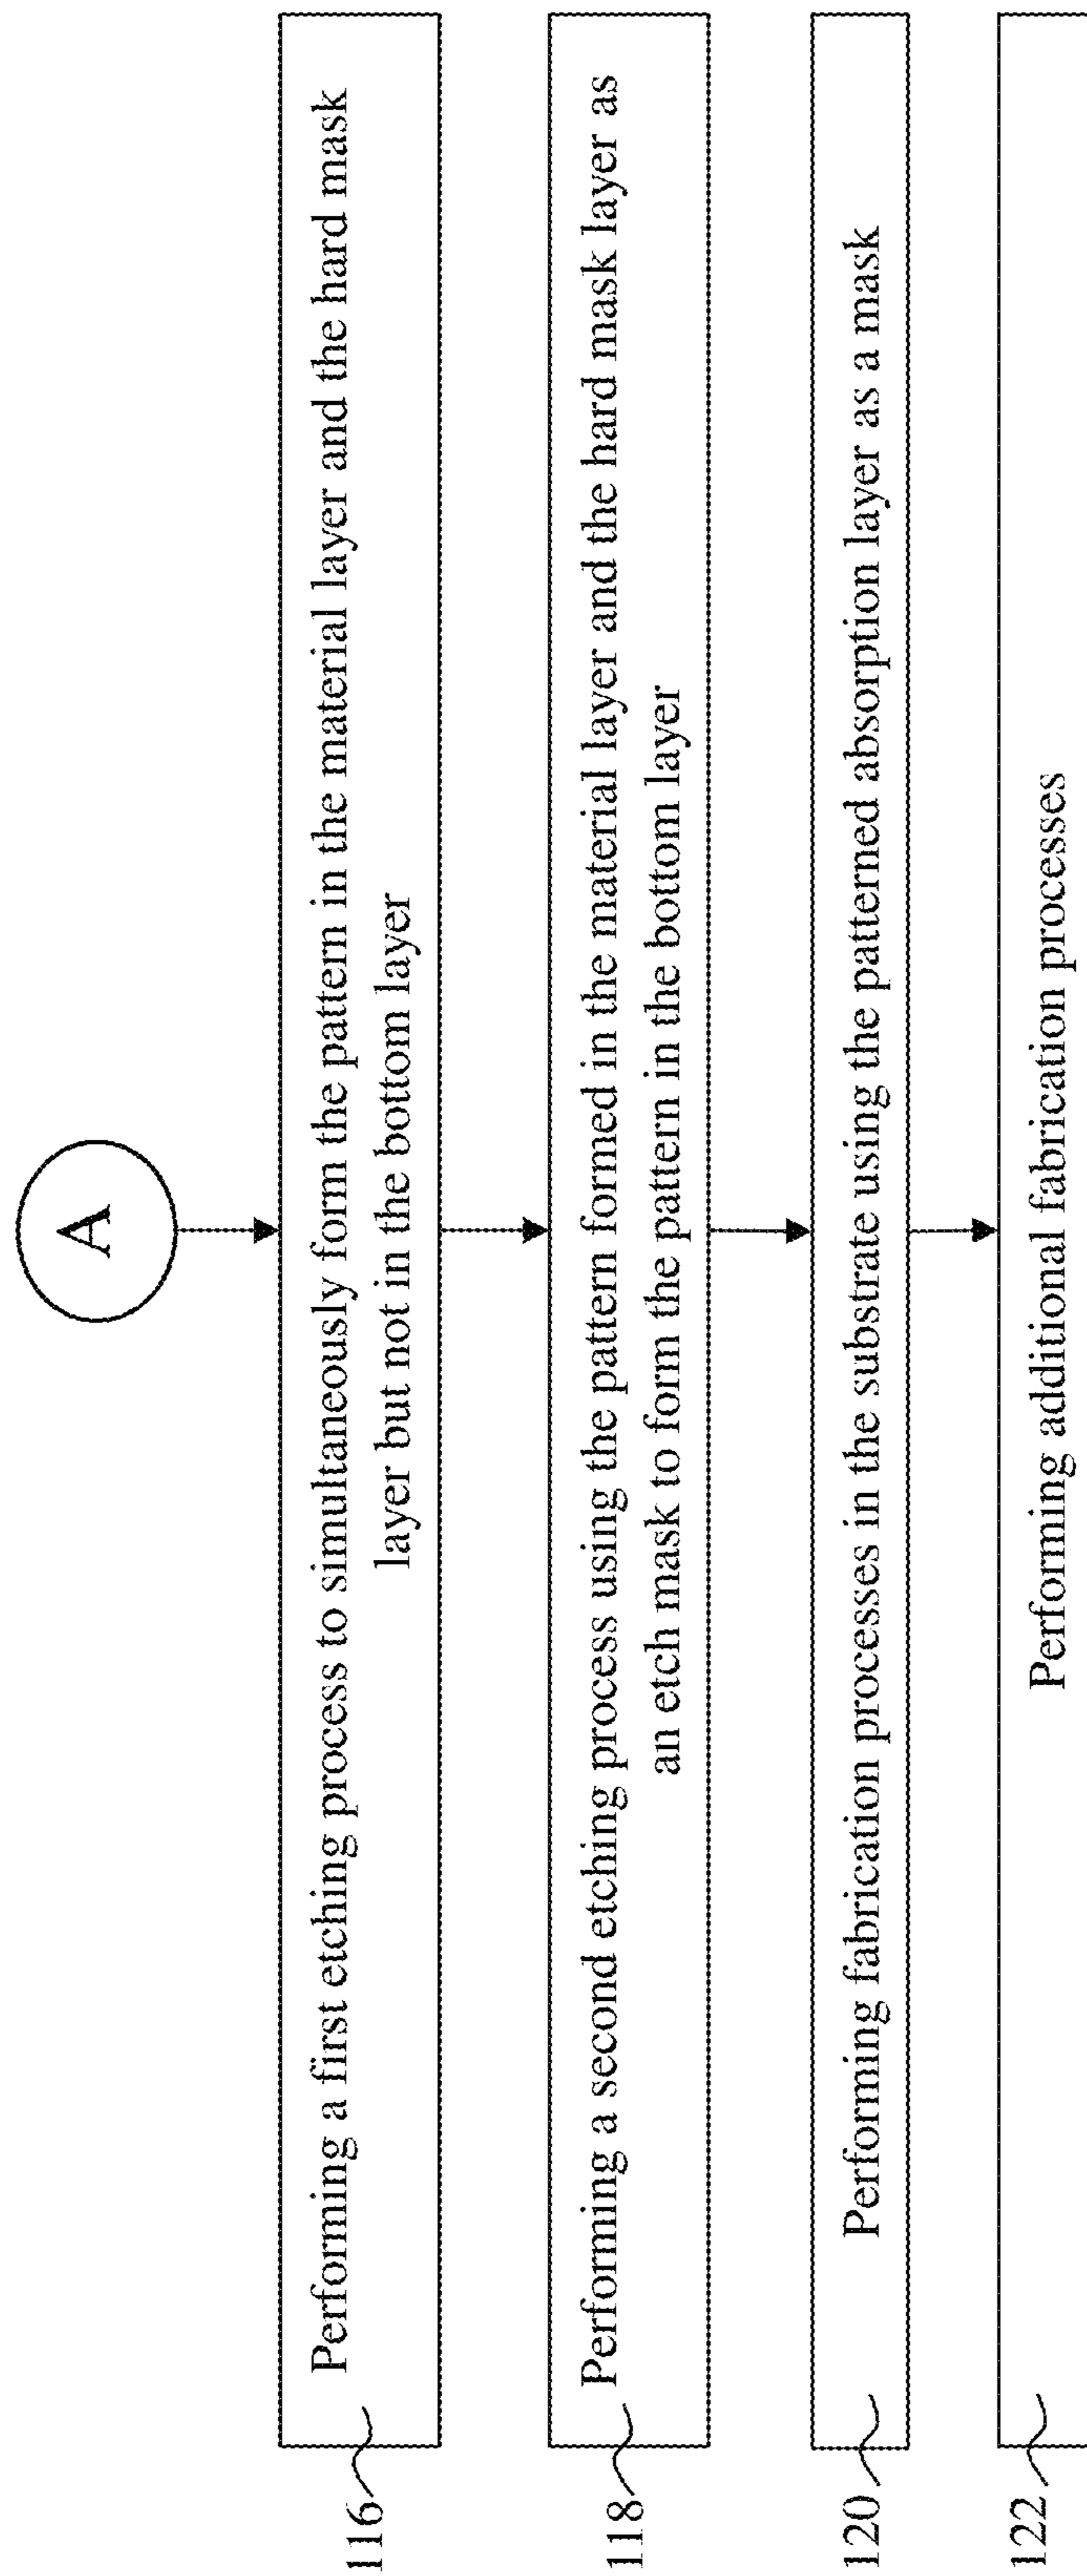 A
116
Performing a first etching process to simultaneously form the pattern in the material layer and the hard mask
layer but not in the bottom layer
118
Performing a second etching process using the pattern formed in the material layer and the hard mask layer as
an etch mask to form the pattern in the bottom layer
120
Performing fabrication processes in the substrate using the patterned absorption layer as a mask
122
Performing additional fabrication processes